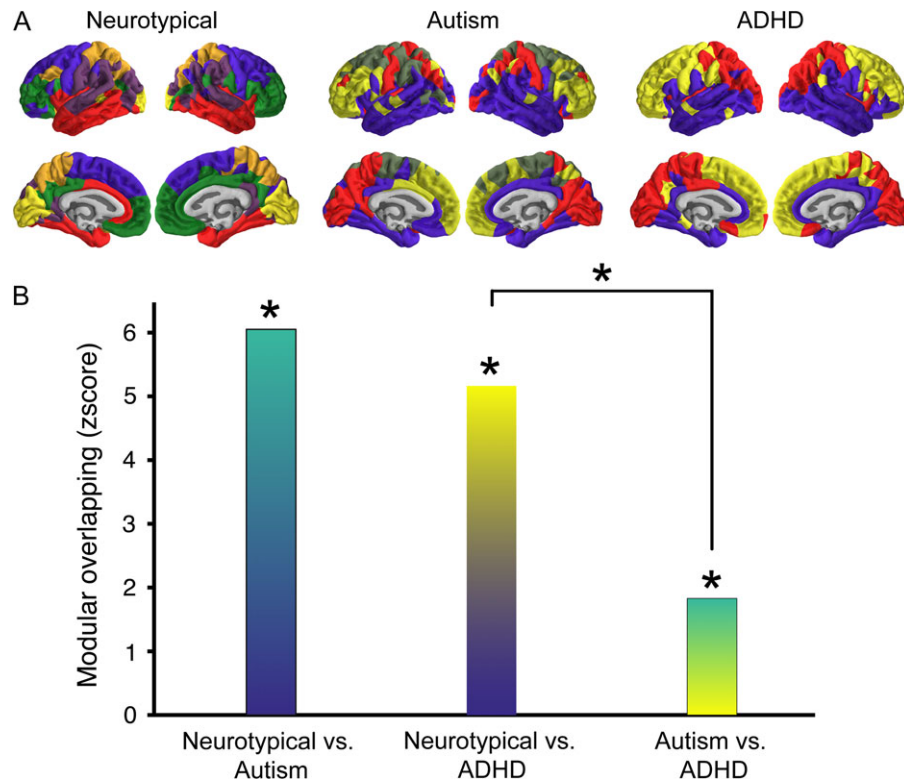 A
Neurotypical
Autism
ADHD
B
*
*
*
*
Modular overlapping (zscore)
6
5
4
3
2
1
0
Neurotypical vs.
Autism
Neurotypical vs.
ADHD
Autism vs.
ADHD